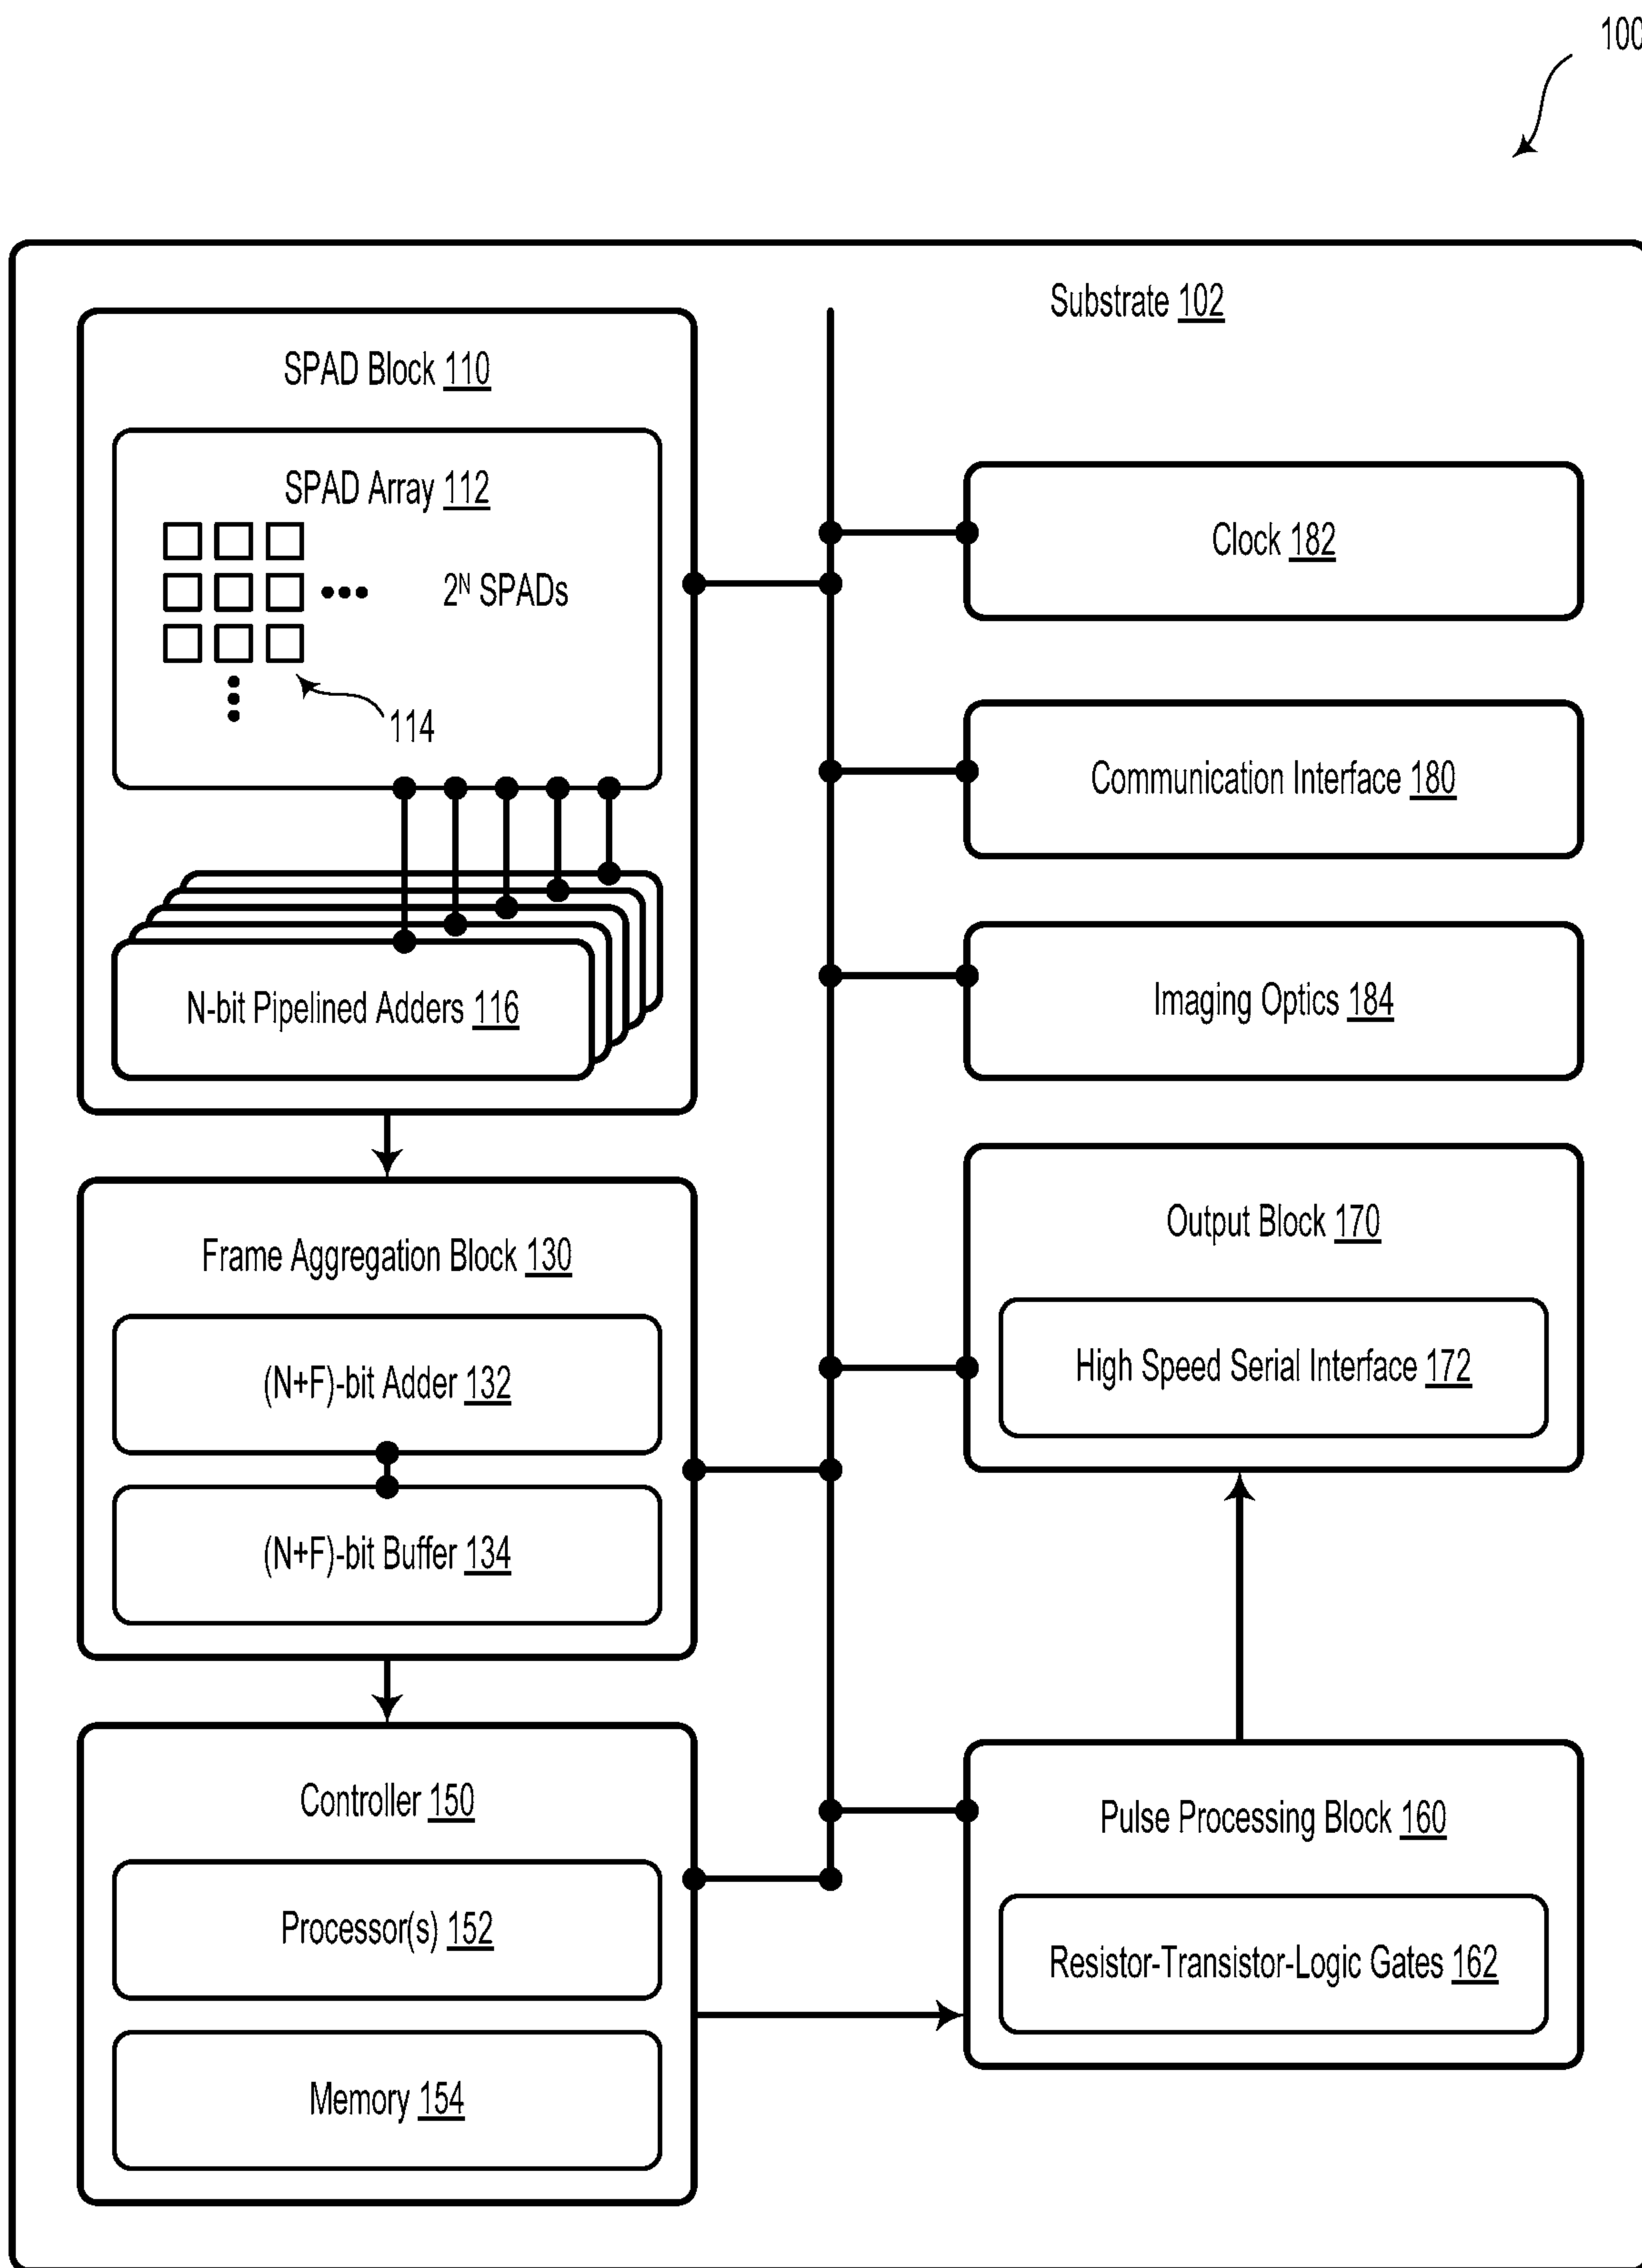 100
Substrate 102
SPAD Block 110
SPAD Array 112
2ᴺ SPADs
114
N-bit Pipelined Adders 116
Frame Aggregation Block 130
(N+F)-bit Adder 132
(N+F)-bit Buffer 134
Controller 150
Processor(s) 152
Memory 154
Clock 182
Communication Interface 180
Imaging Optics 184
Output Block 170
High Speed Serial Interface 172
Pulse Processing Block 160
Resistor-Transistor-Logic Gates 162